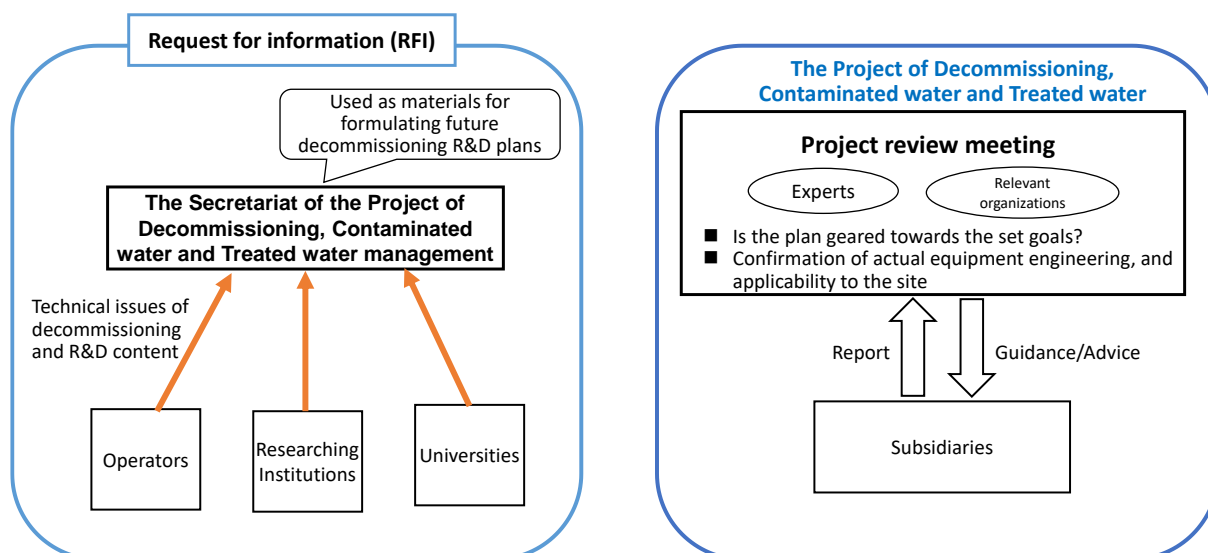 Request for information (RFI)
Used as materials for
formulating future
decommissioning R&D plans
The Secretariat of the Project of
Decommissioning, Contaminated
water and Treated water management
Technical issues of
decommissioning
and R&D content
Operators
Researching
Institutions
Universities
The Project of Decommissioning,
Contaminated water and Treated water
Project review meeting
Experts
Relevant
organizations
■ Is the plan geared towards the set goals?
■ Confirmation of actual equipment engineering, and
applicability to the site
Report
Guidance/Advice
Subsidiaries